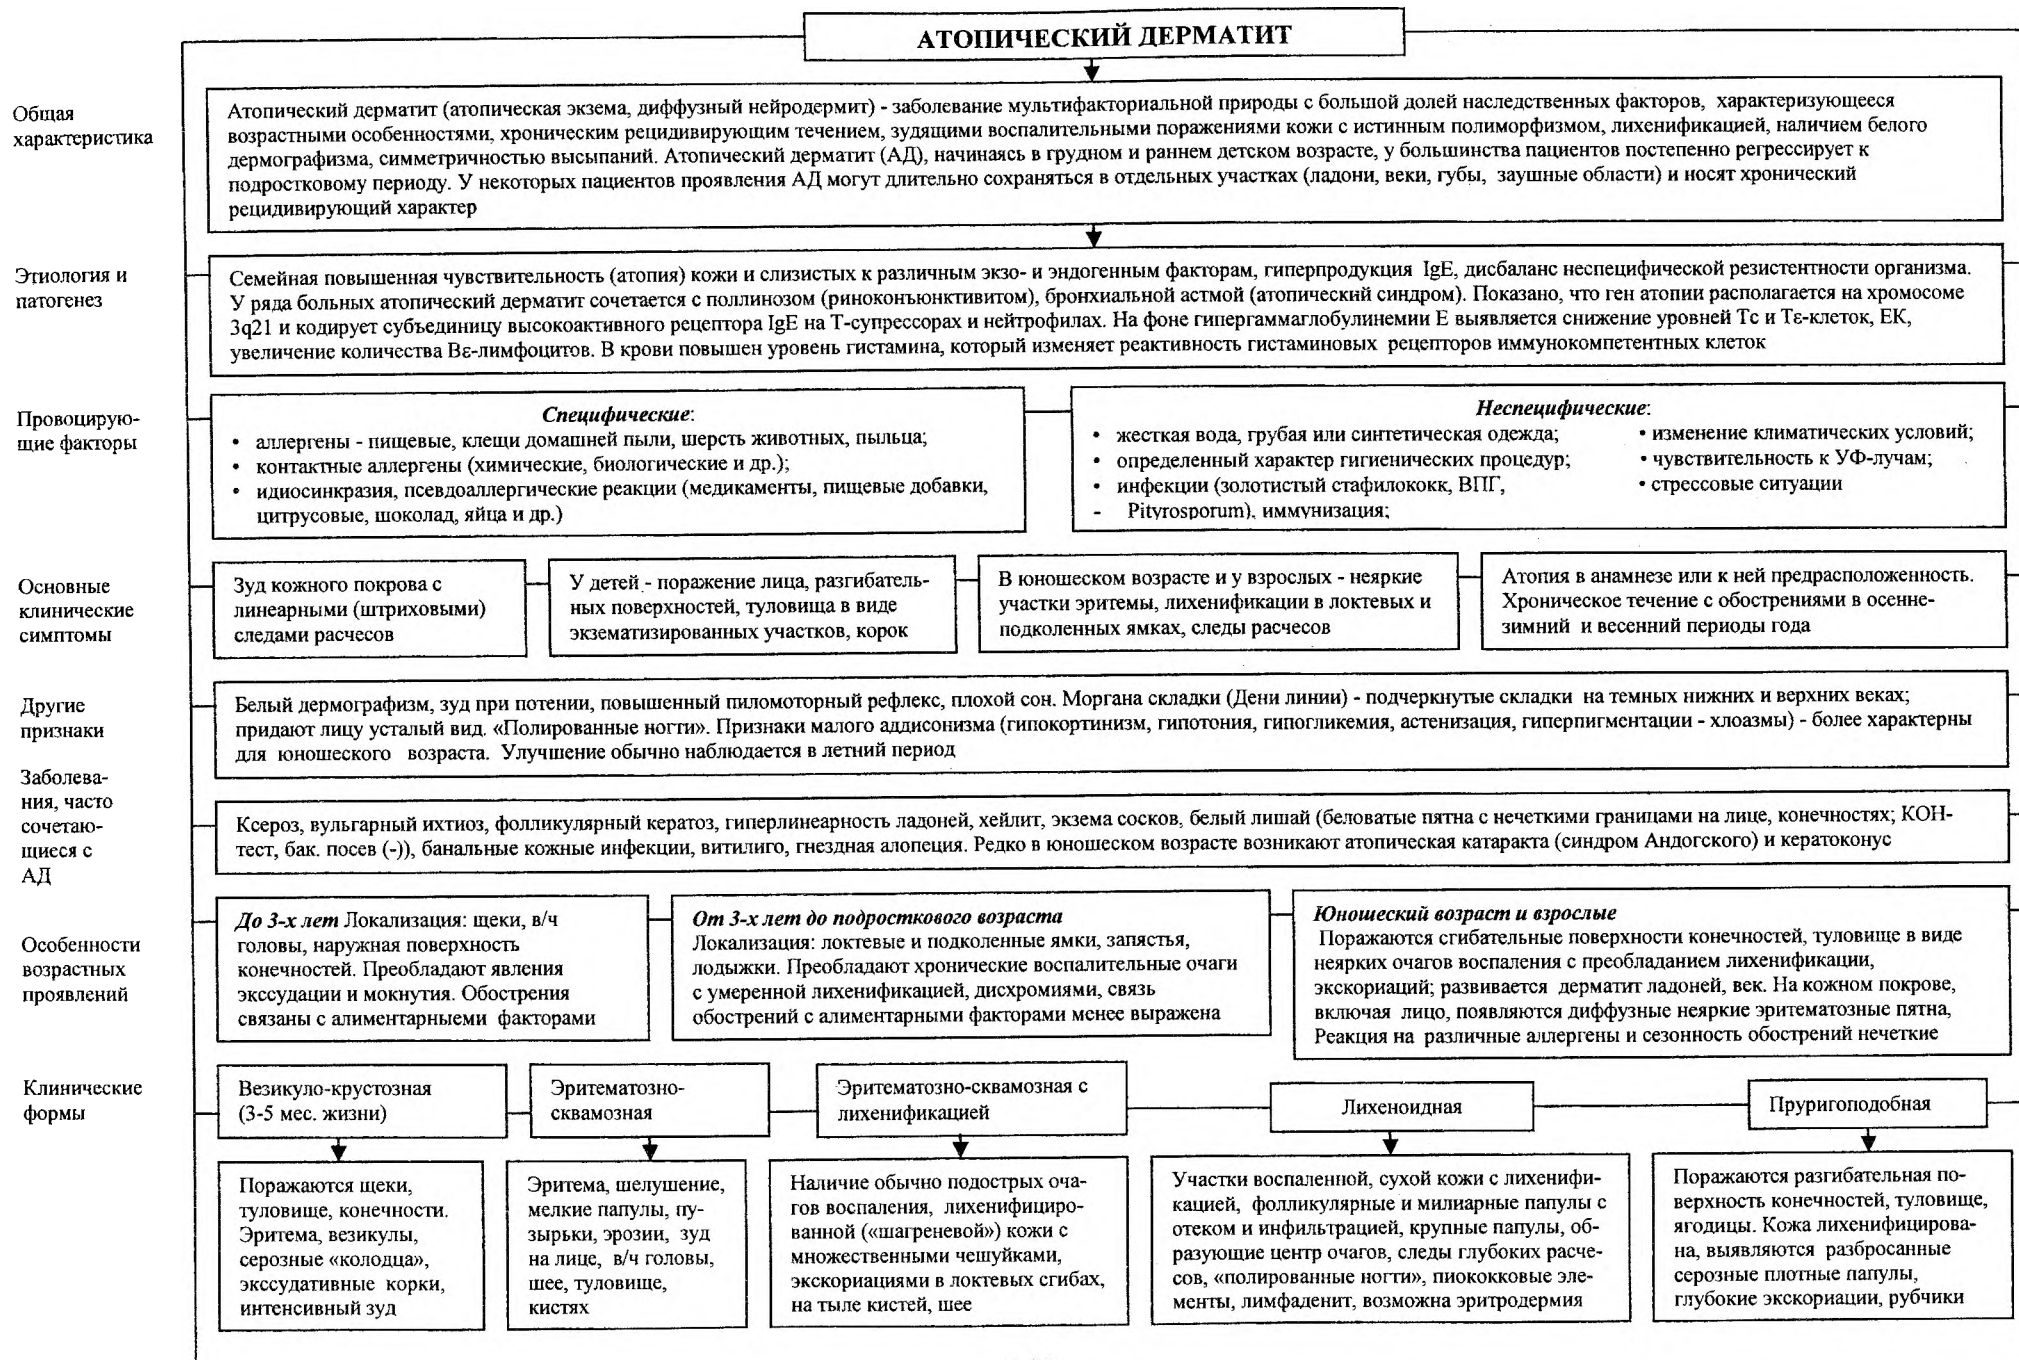 АТОПИЧЕСКИЙ ДЕРМАТИТ
Общая
характеристика
Атопический дерматит (атопическая экзема, диффузный нейродермит) - заболевание мультифакториальной природы с большой долей наследственных факторов, характеризующееся
возрастными особенностями, хроническим рецидивирующим течением, зудящими воспалительными поражениями кожи с истинным полиморфизмом, лихенификацией, наличием белого
дермографизма, симметричностью высыпаний. Атопический дерматит (АД), начинаясь в грудном и раннем детском возрасте, у большинства пациентов постепенно регрессирует к
подростковому периоду. У некоторых пациентов проявления АД могут длительно сохраняться в отдельных участках (ладони, веки, губы, заушные области) и носят хронический
рецидивирующий характер
Этиология и
патогенез
Семейная повышенная чувствительность (атопия) кожи и слизистых к различным экзо- и эндогенным факторам, гиперпродукция IgE, дисбаланс неспецифической резистентности организма.
У ряда больных атопический дерматит сочетается с поллинозом (риноконъюнктивитом), бронхиальной астмой (атопический синдром). Показано, что ген атопии располагается на хромосоме
3q21 и кодирует субъединицу высокоактивного рецептора IgE на Т-супрессорах и нейтрофилах. На фоне гипергаммаглобулинемии Е выявляется снижение уровней Тс и Тε-клеток, ЕК,
увеличение количества Вε-лимфоцитов. В крови повышен уровень гистамина, который изменяет реактивность гистаминовых рецепторов иммунокомпетентных клеток
Провоцирую-
щие факторы
Специфические:
• аллергены - пищевые, клещи домашней пыли, шерсть животных, пыльца;
• контактные аллергены (химические, биологические и др.);
• идиосинкразия, псевдоаллергические реакции (медикаменты, пищевые добавки,
цитрусовые, шоколад, яйца и др.)
Неспецифические:
• жесткая вода, грубая или синтетическая одежда;
• определенный характер гигиенических процедур;
• инфекции (золотистый стафилококк, ВПГ,
- Pityrosporum), иммунизация;
• изменение климатических условий;
• чувствительность к УФ-лучам;
• стрессовые ситуации
Основные
клинические
симптомы
Зуд кожного покрова с
линеарными (штриховыми)
следами расчесов
У детей - поражение лица, разгибатель-
ных поверхностей, туловища в виде
экзематизированных участков, корок
В юношеском возрасте и у взрослых - неяркие
участки эритемы, лихенификации в локтевых и
подколенных ямках, следы расчесов
Атопия в анамнезе или к ней предрасположенность.
Хроническое течение с обострениями в осенне-
зимний и весенний периоды года
Другие
признаки
Белый дермографизм, зуд при потении, повышенный пиломоторный рефлекс, плохой сон. Моргана складки (Дени линии) - подчеркнутые складки на темных нижних и верхних веках;
придают лицу усталый вид. «Полированные ногти». Признаки малого аддисонизма (гипокортинизм, гипотония, гипогликемия, астенизация, гиперпигментации - хлоазмы) - более характерны
для юношеского возраста. Улучшение обычно наблюдается в летний период
Заболева-
ния, часто
сочетаю-
щиеся с
АД
Ксероз, вульгарный ихтиоз, фолликулярный кератоз, гиперлинеарность ладоней, хейлит, экзема сосков, белый лишай (беловатые пятна с нечеткими границами на лице, конечностях; КОН-
тест, бак. посев (-)), банальные кожные инфекции, витилиго, гнездная алопеция. Редко в юношеском возрасте возникают атопическая катаракта (синдром Андогского) и кератоконус
Особенности
возрастных
проявлений
До 3-х лет Локализация: щеки, в/ч
головы, наружная поверхность
конечностей. Преобладают явления
экссудации и мокнутия. Обострения
связаны с алиментарныеми факторами
От 3-х лет до подросткового возраста
Локализация: локтевые и подколенные ямки, запястья,
лодыжки. Преобладают хронические воспалительные очаги
с умеренной лихенификацией, дисхромиями, связь
обострений с алиментарными факторами менее выражена
Юношеский возраст и взрослые
Поражаются сгибательные поверхности конечностей, туловище в виде
неярких очагов воспаления с преобладанием лихенификации,
экскориаций; развивается дерматит ладоней, век. На кожном покрове,
включая лицо, появляются диффузные неяркие эритематозные пятна,
Реакция на различные аллергены и сезонность обострений нечеткие
Клинические
формы
Везикуло-крустозная
(3-5 мес. жизни)
Эритематозно-
сквамозная
Эритематозно-сквамозная с
лихенификацией
Лихеноидная
Пруригоподобная
Поражаются щеки,
туловище, конечности.
Эритема, везикулы,
серозные «колодца»,
экссудативные корки,
интенсивный зуд
Эритема, шелушение,
мелкие папулы, пу-
зырьки, эрозии, зуд
на лице, в/ч головы,
шее, туловище,
кистях
Наличие обычно подострых оча-
гов воспаления, лихенифициро-
ванной («шагреневой») кожи с
множественными чешуйками,
экскориациями в локтевых сгибах,
на тыле кистей, шее
Участки воспаленной, сухой кожи с лихенифи-
кацией, фолликулярные и милиарные папулы с
отеком и инфильтрацией, крупные папулы, об-
разующие центр очагов, следы глубоких расче-
сов, «полированные ногти», пиококковые эле-
менты, лимфаденит, возможна эритродермия
Поражаются разгибательная по-
верхность конечностей, туловище,
ягодицы. Кожа лихенифицирова-
на, выявляются разбросанные
серозные плотные папулы,
глубокие экскориации, рубчики